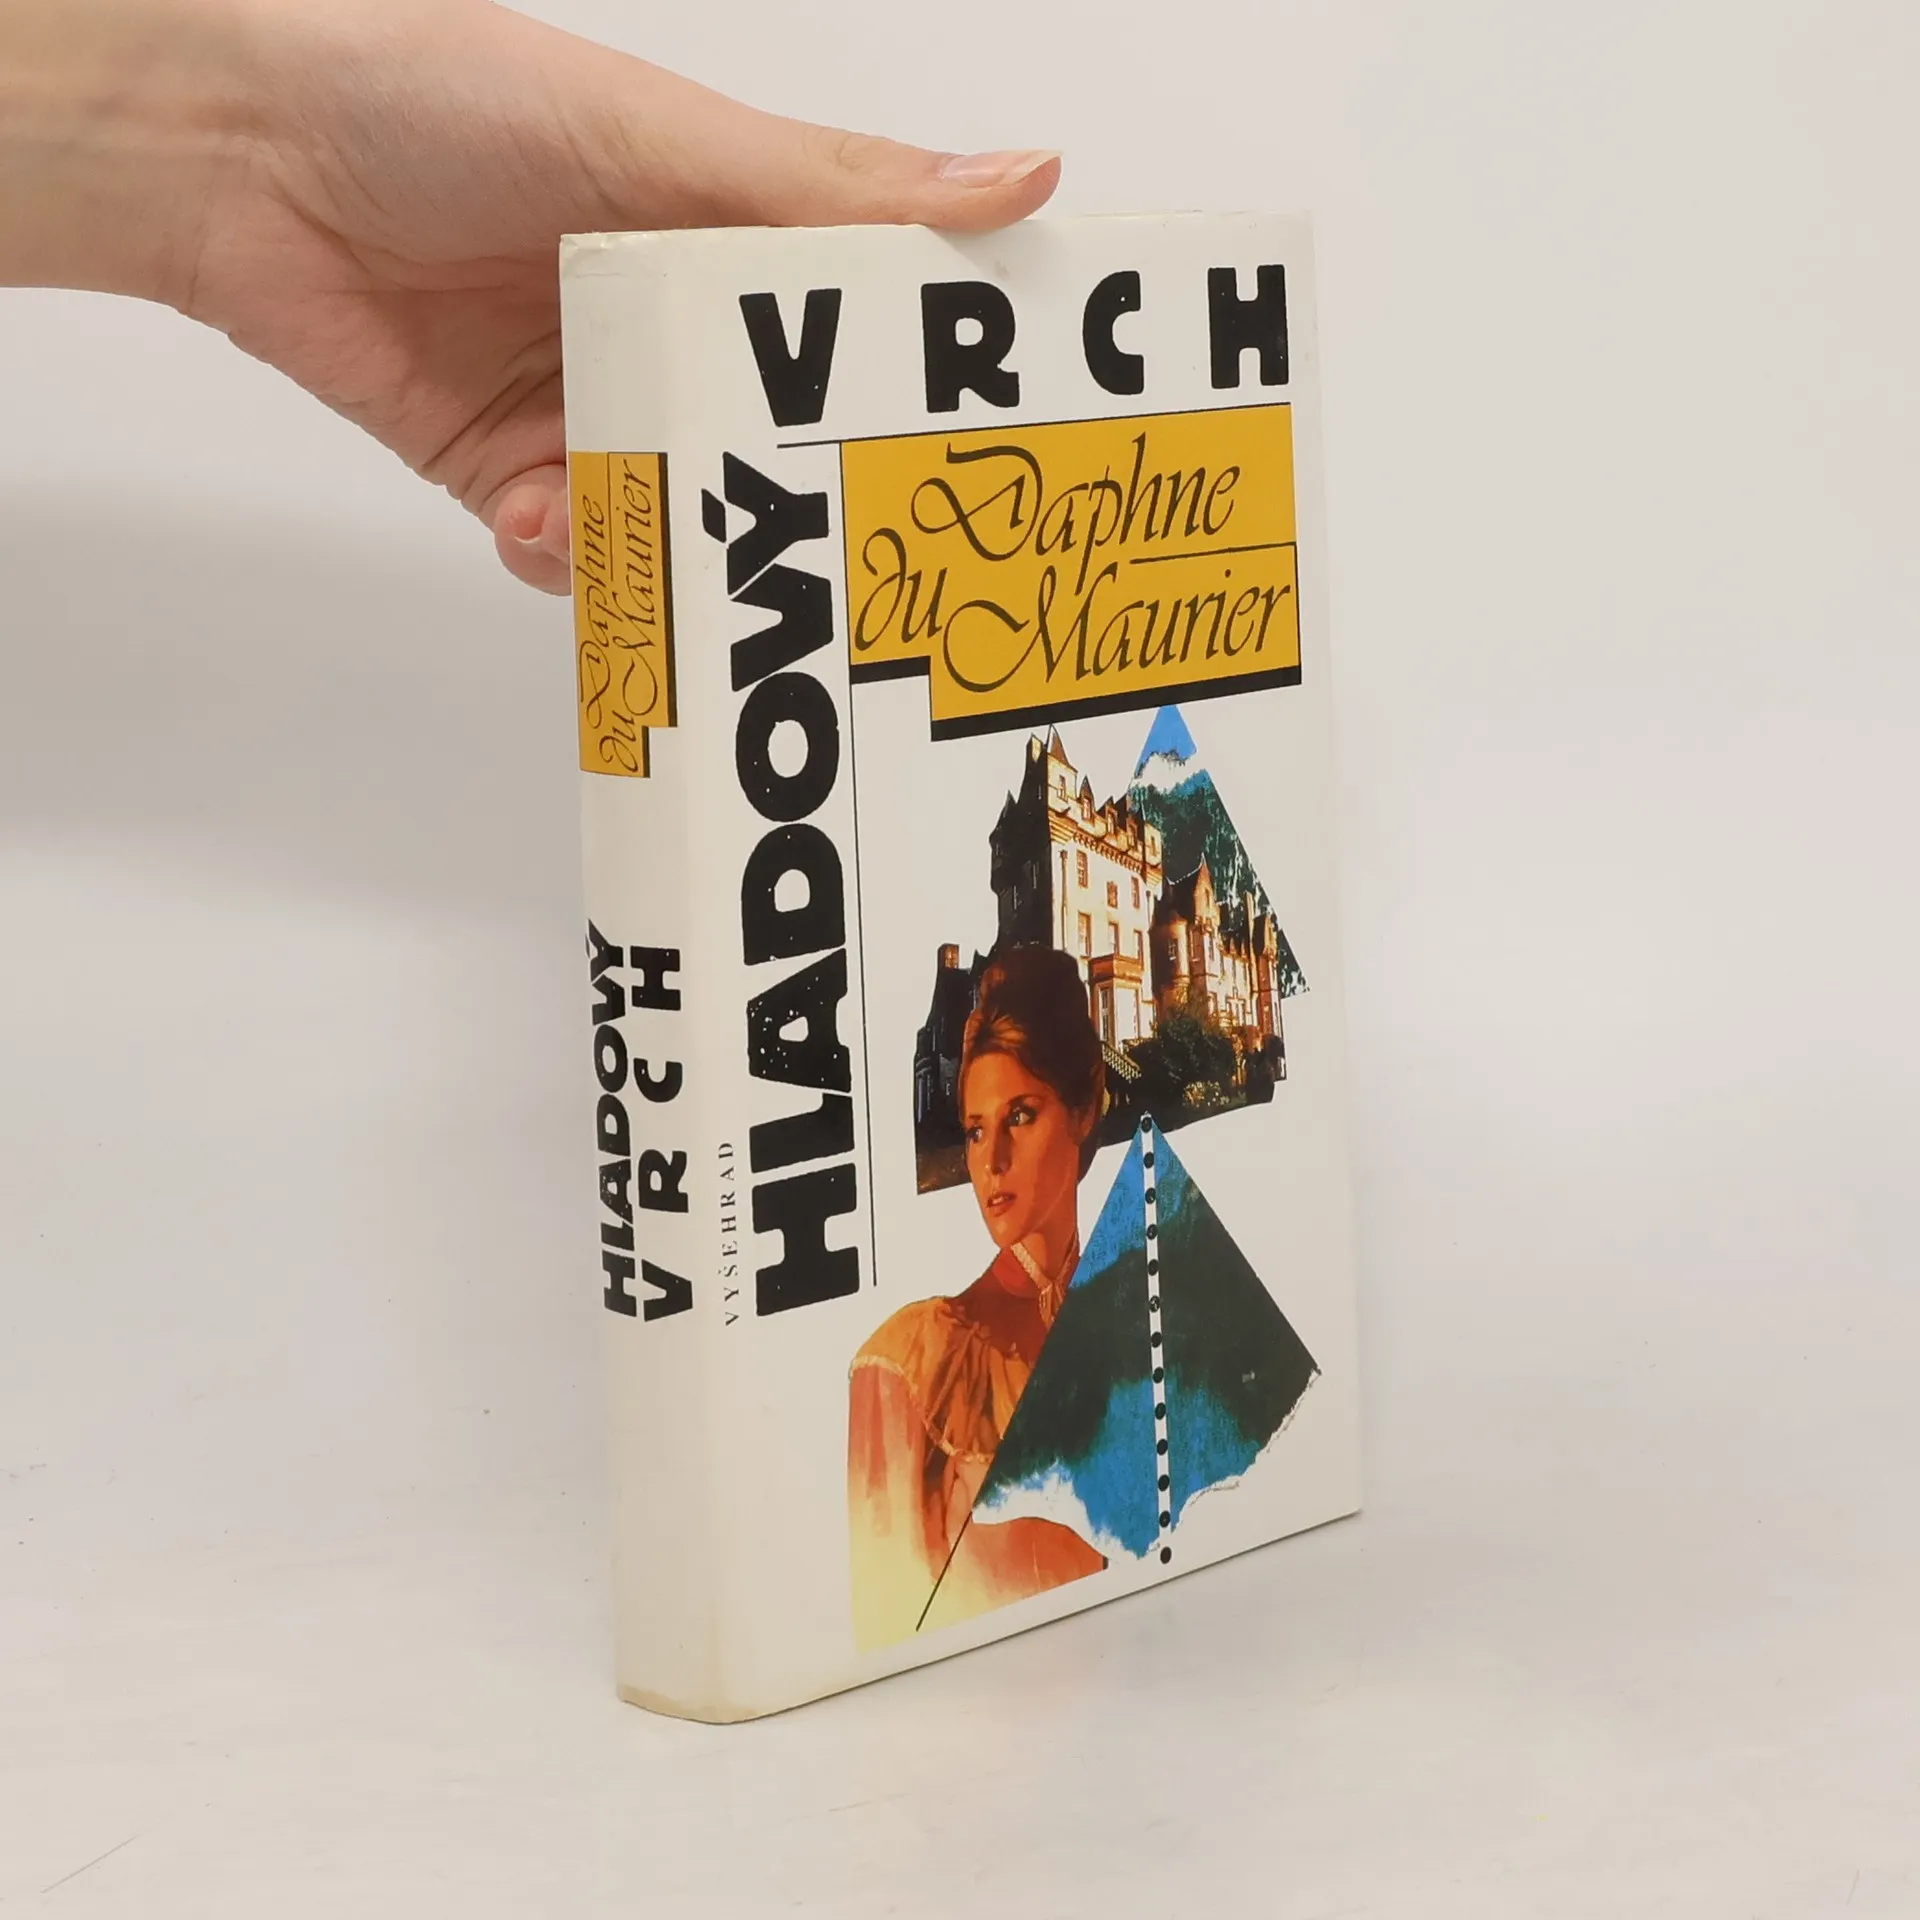 Daphne
du Maurier
HLADOVÝ
VRCH
VRCH
HLADOVÝ
Daphne
du Maurier
VYŠEHRAD